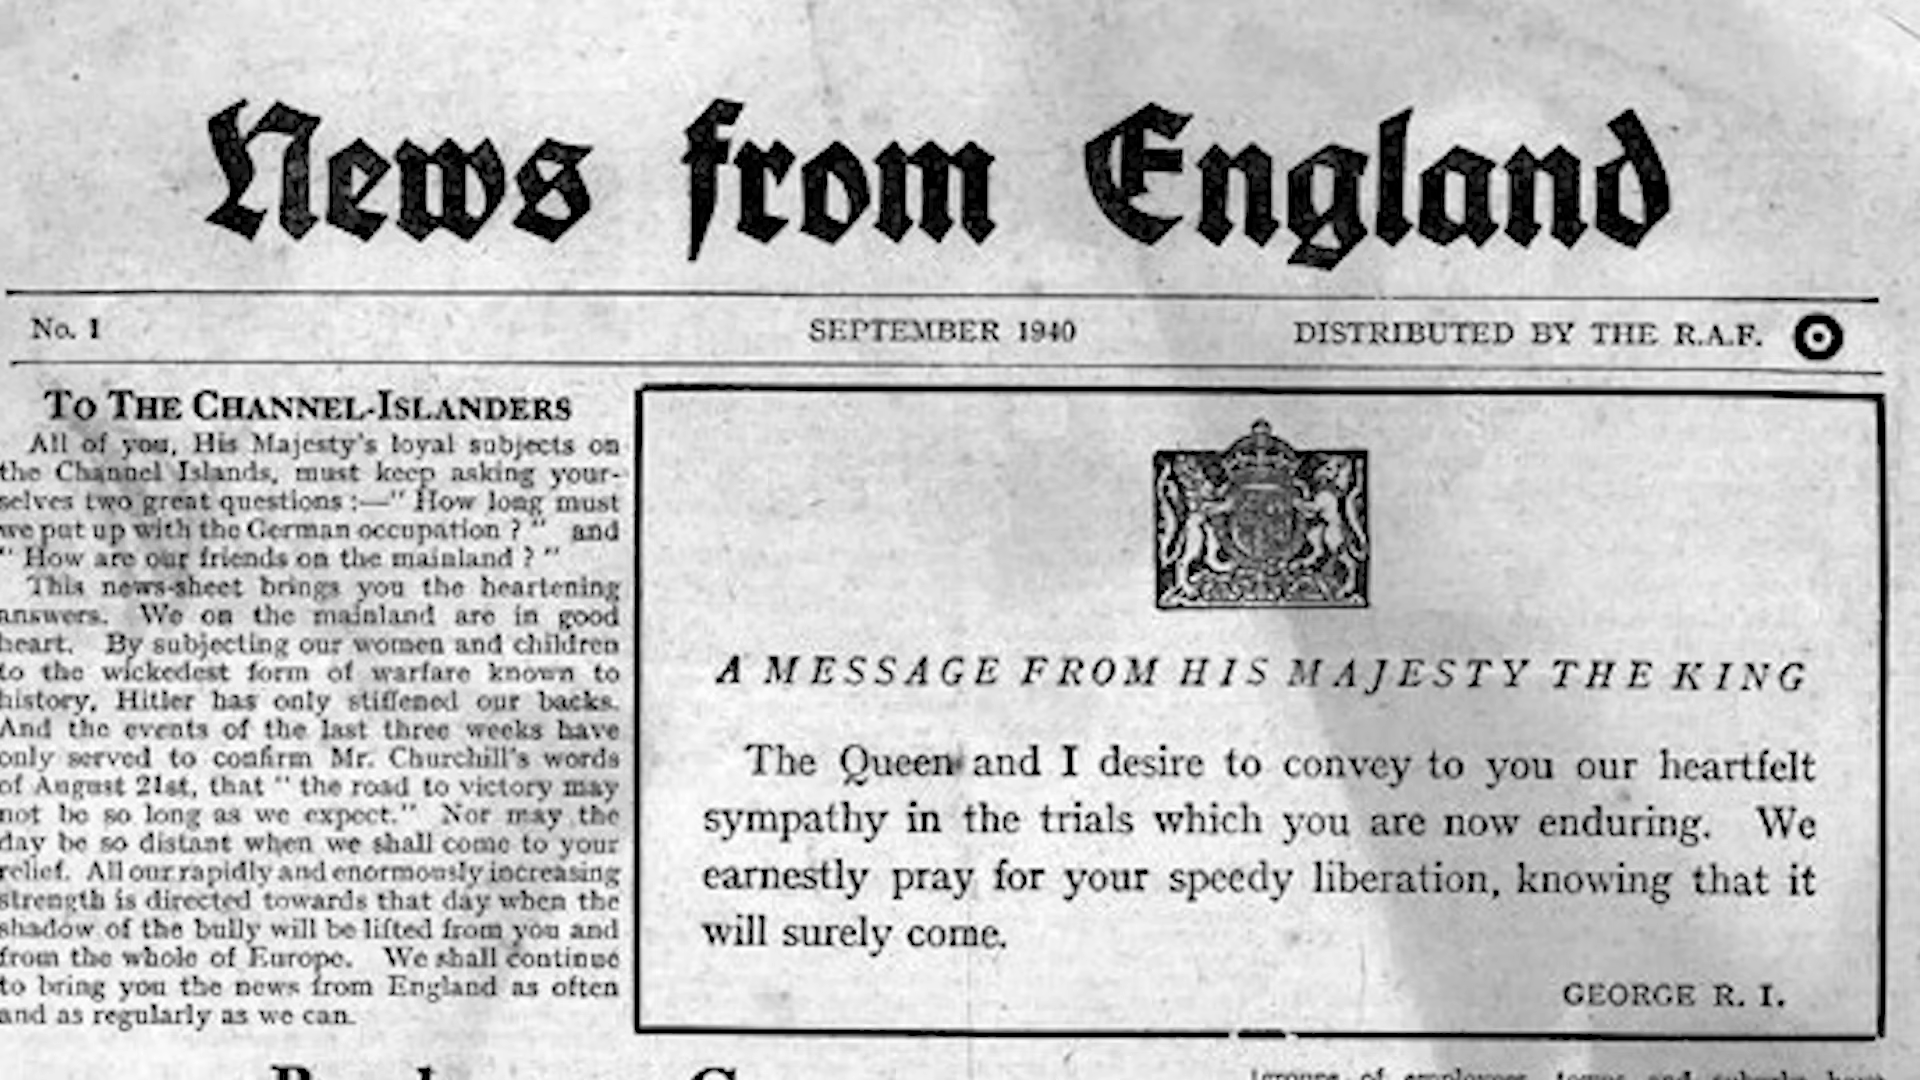 News from England
No. 1 SEPTEMBER 1940 DISTRIBUTED BY THE R.A.F.
TO THE CHANNEL-ISLANDERS
All of you, His Majesty's loyal subjects on
the Channel Islands, must keep asking your-
selves two great questions :—" How long must
we put up with the German occupation ? " and
" How are our friends on the mainland ? "
This news-sheet brings you the heartening
answers. We on the mainland are in good
heart. By subjecting our women and children
to the wickedest form of warfare known to
history, Hitler has only stiffened our backs.
And the events of the last three weeks have
only served to confirm Mr. Churchill's words
of August 21st, that " the road to victory may
not be so long as we expect." Nor may the
day be so distant when we shall come to your
relief. All our rapidly and enormously increasing
strength is directed towards that day when the
shadow of the bully will be lifted from you and
from the whole of Europe. We shall continue
to bring you the news from England as often
and as regularly as we can.
A MESSAGE FROM HIS MAJESTY THE KING
The Queen and I desire to convey to you our heartfelt
sympathy in the trials which you are now enduring. We
earnestly pray for your speedy liberation, knowing that it
will surely come.
GEORGE R. I.